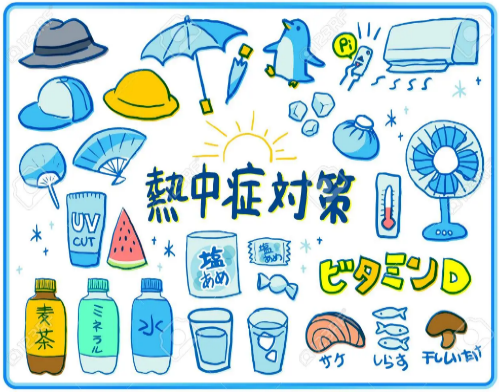 Pi
熱中症対策
UV
CUT
塩
あめ
塩
あめ
ビタミンD
麦茶
ミネラル
水
サケ
しらす
干ししいたけ